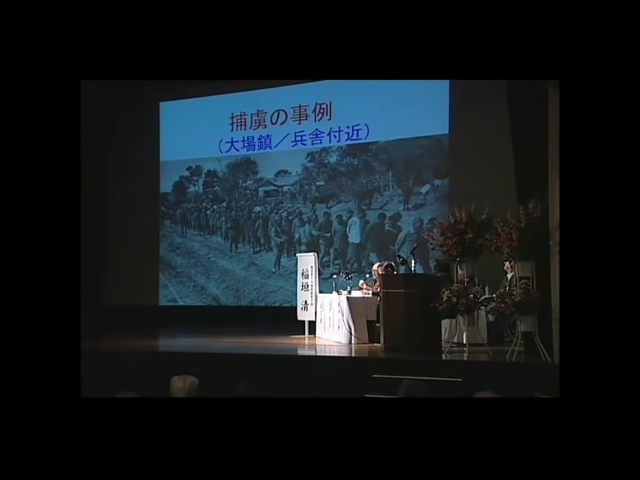 捕虜の事例
（大場鎮／兵舎付近）
稲垣 清